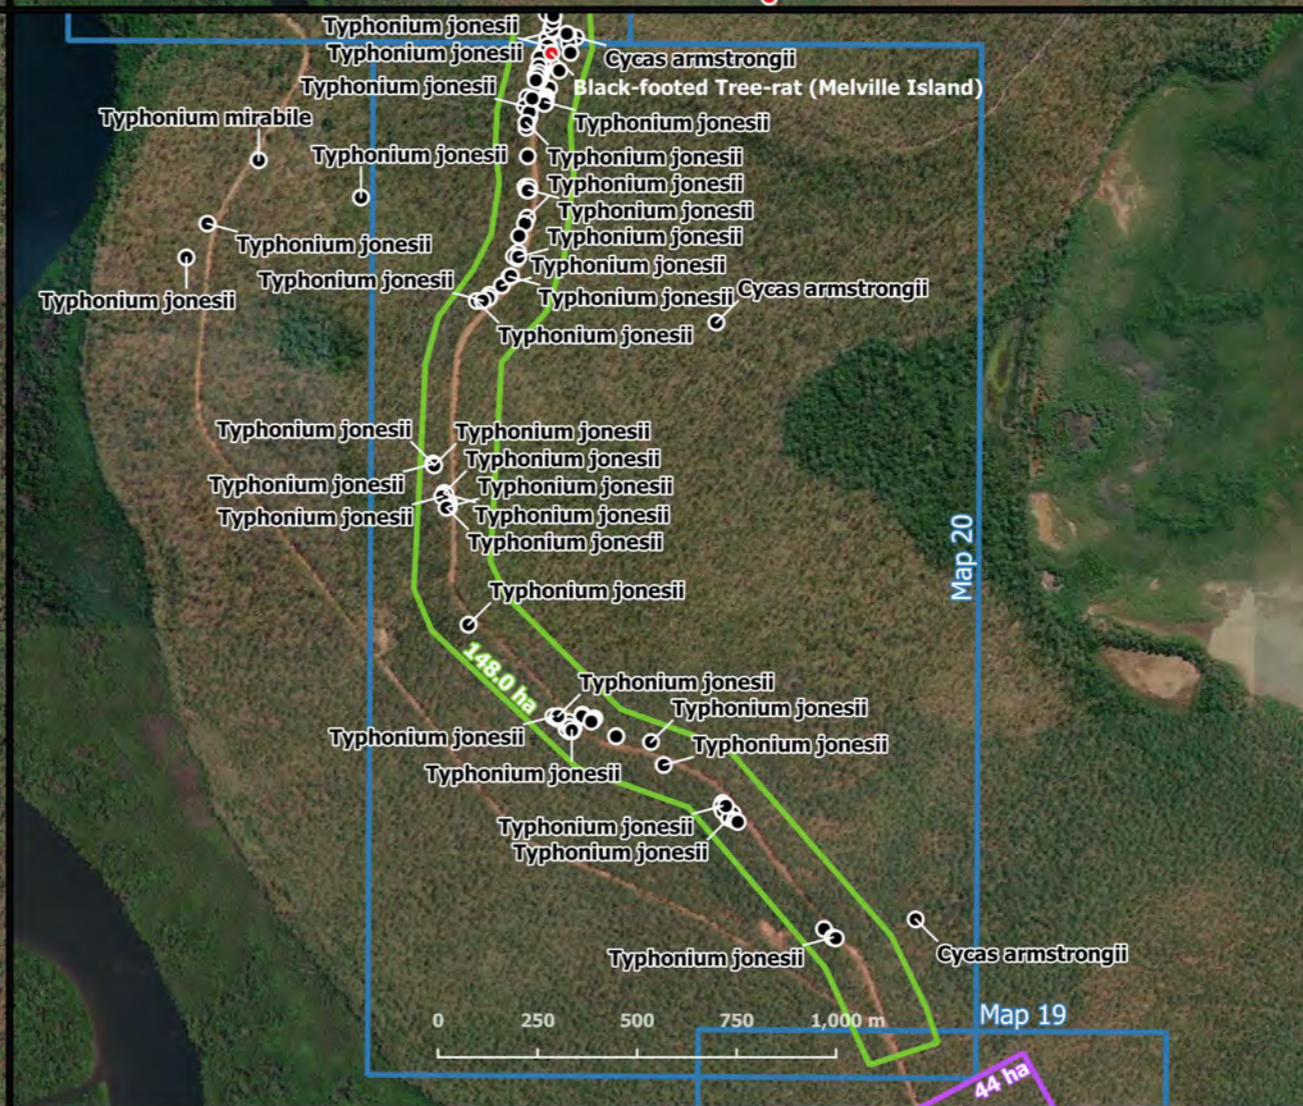 Typhonium jonesii
Typhonium jonesii
Cycas armstrongii
Typhonium jonesii
Black-footed Tree-rat (Melville Island)
Typhonium mirabile
Typhonium jonesii
Typhonium jonesii
Typhonium jonesii
Typhonium jonesii
Typhonium jonesii
Typhonium jonesii
Typhonium jonesii
Typhonium jonesii
Typhonium jonesii
Typhonium jonesii
Cycas armstrongii
Typhonium jonesii
Typhonium jonesii
Typhonium jonesii
Typhonium jonesii
Typhonium jonesii
Typhonium jonesii
Typhonium jonesii
Typhonium jonesii
Typhonium jonesii
Typhonium jonesii
Typhonium jonesii
Map 20
Typhonium jonesii
148.0 ha
Typhonium jonesii
Typhonium jonesii
Typhonium jonesii
Typhonium jonesii
Typhonium jonesii
Typhonium jonesii
Typhonium jonesii
Typhonium jonesii
Cycas armstrongii
0 250 500 750 1,000 m
Map 19
44 ha